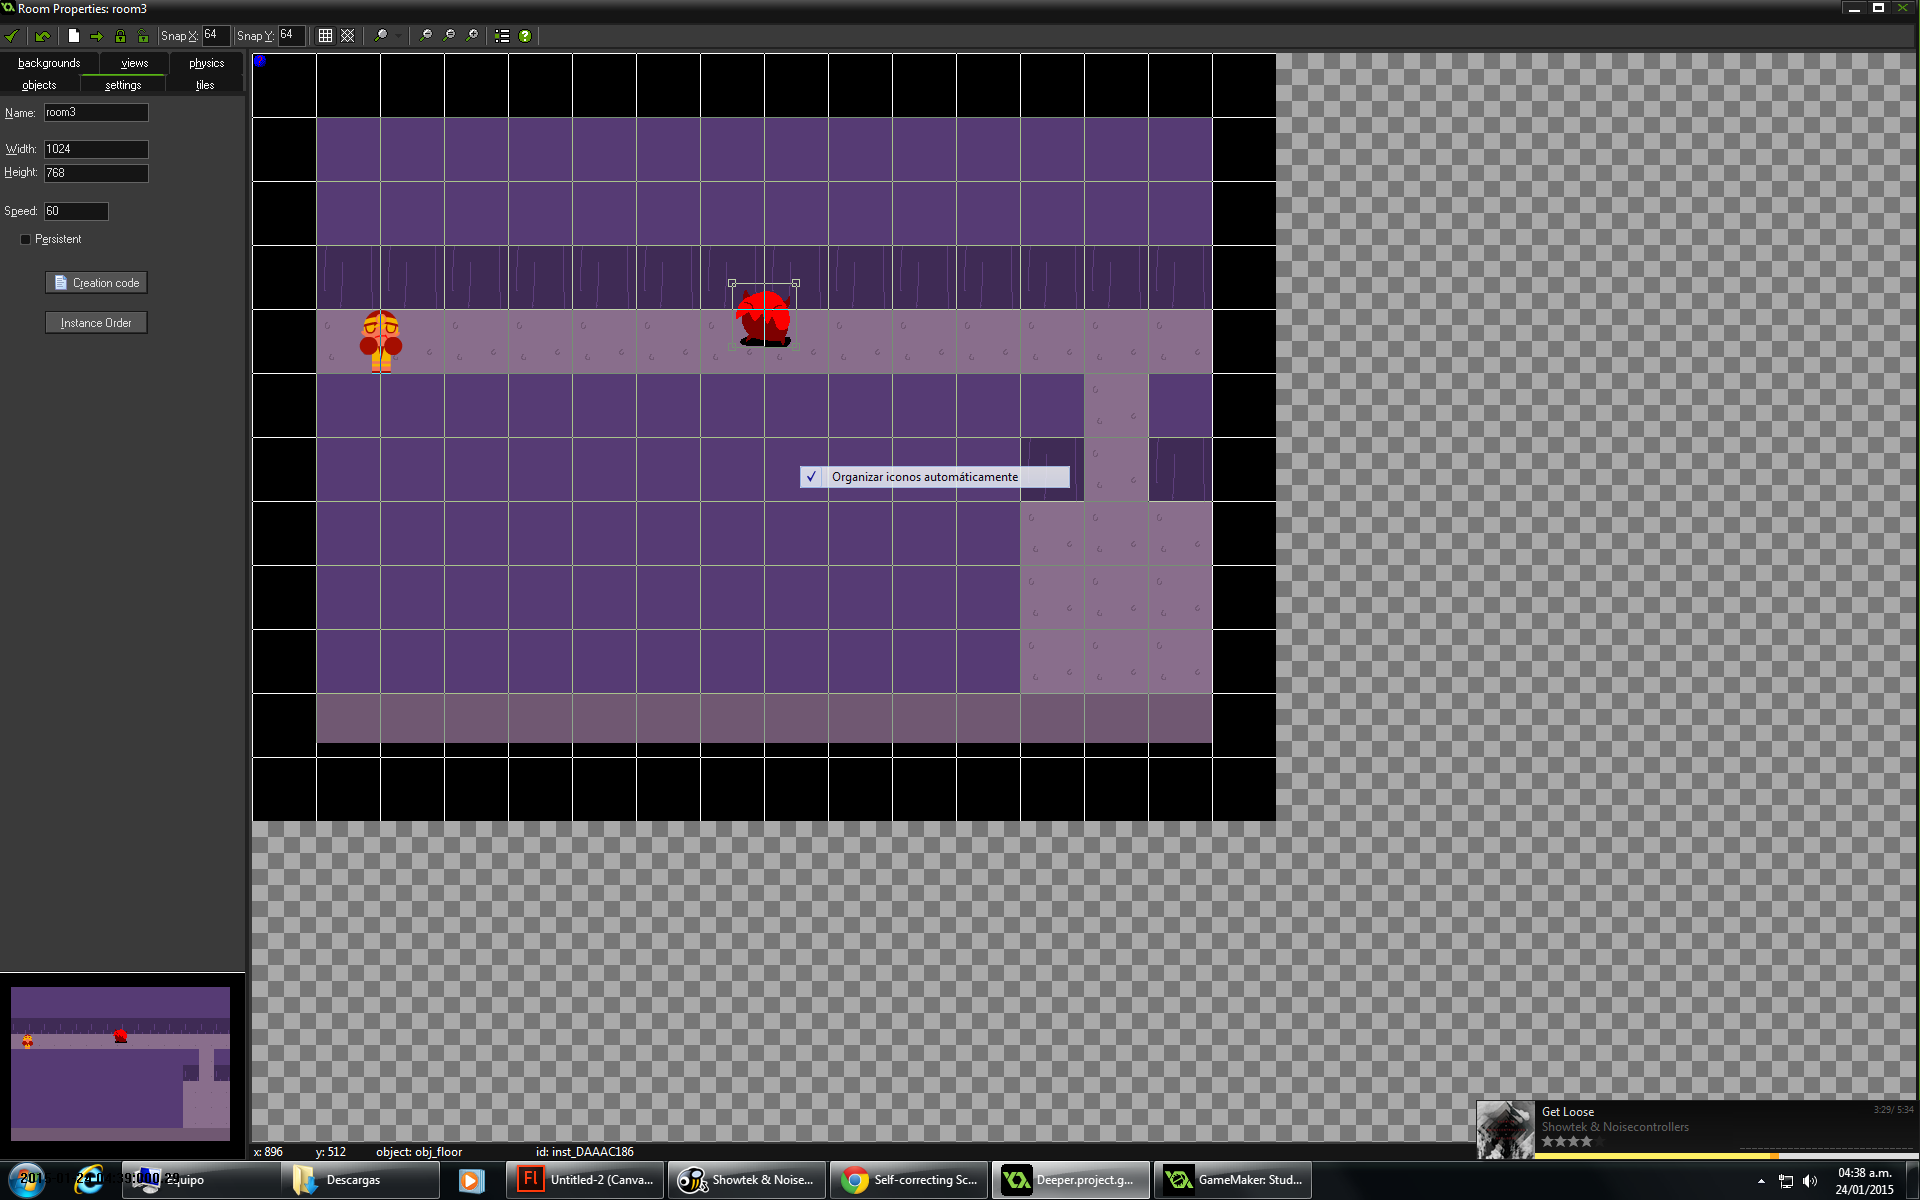 Room Properties: room3
Snap X: 64 Snap Y: 64
backgrounds views physics
objects settings tiles
Name: room3
Width: 1024
Height: 768
Speed: 60
Persistent
Creation code
Instance Order
✓ Organizar iconos automáticamente
Get Loose 3:29/ 5:34
Showtek & Noisecontrollers
x: 896 y: 512 object: obj_floor id: inst_DAAAC186
Equipo
Descargas
Fl Untitled-2 (Canva...
Showtek & Noise...
Self-correcting Sc...
Deeper.project.g...
GameMaker: Stud...
04:38 a.m.
24/01/2015